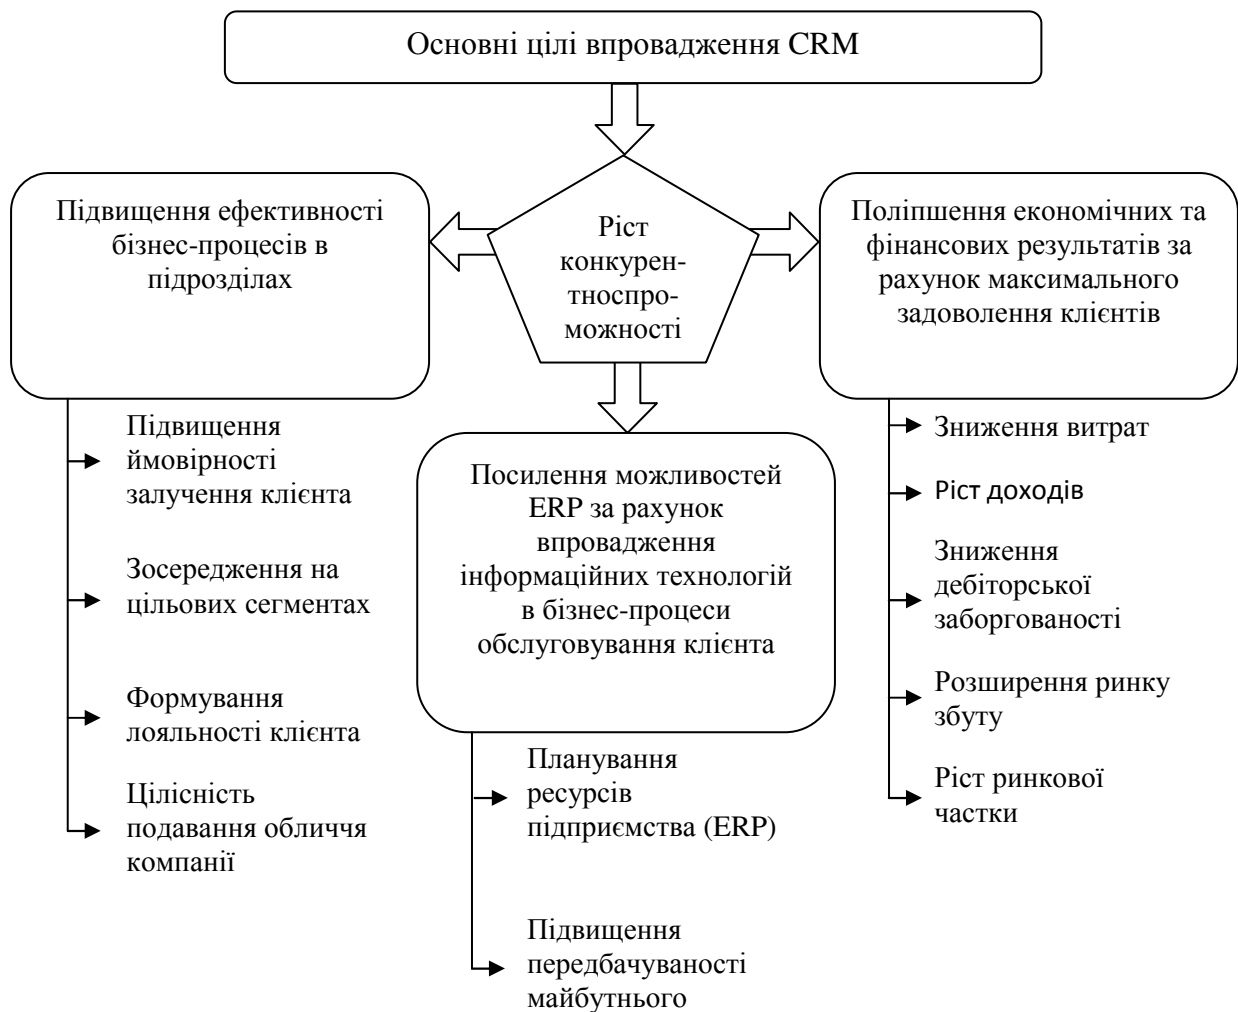 Основні цілі впровадження CRM
Підвищення ефективності
бізнес-процесів в
підрозділах
Ріст
конкурен-
тноспро-
можності
Поліпшення економічних та
фінансових результатів за
рахунок максимального
задоволення клієнтів
Підвищення
ймовірності
залучення клієнта
Зосередження на
цільових сегментах
Формування
лояльності клієнта
Цілісність
подавання обличчя
компанії
Посилення можливостей
ERP за рахунок
впровадження
інформаційних технологій
в бізнес-процеси
обслуговування клієнта
Планування
ресурсів
підприємства (ERP)
Підвищення
передбачуваності
майбутнього
Зниження витрат
Ріст доходів
Зниження
дебіторської
заборгованості
Розширення ринку
збуту
Ріст ринкової
частки